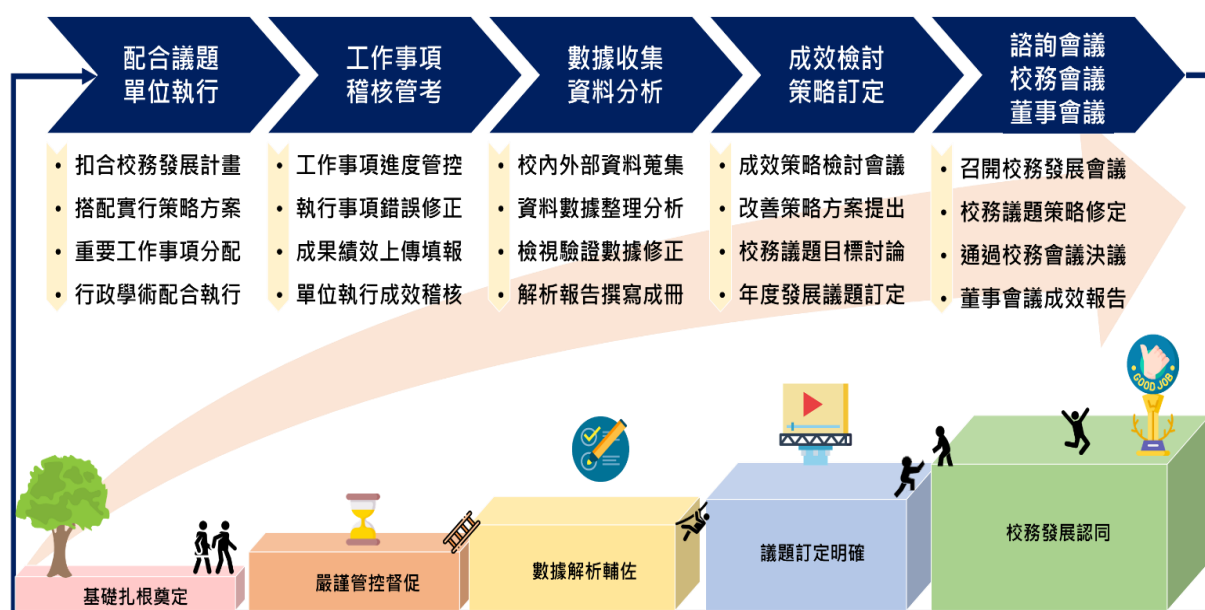 配合議題
單位執行
工作事項
稽核管考
數據收集
資料分析
成效檢討
策略訂定
諮詢會議
校務會議
董事會議
• 扣合校務發展計畫
• 搭配實行策略方案
• 重要工作事項分配
• 行政學術配合執行
• 工作事項進度管控
• 執行事項錯誤修正
• 成果績效上傳填報
• 單位執行成效稽核
• 校內外部資料蒐集
• 資料數據整理分析
• 檢視驗證數據修正
• 解析報告撰寫成冊
• 成效策略檢討會議
• 改善策略方案提出
• 校務議題目標討論
• 年度發展議題訂定
• 召開校務發展會議
• 校務議題策略修定
• 通過校務會議決議
• 董事會議成效報告
GOOD JOB
基礎扎根奠定
嚴謹管控督促
數據解析輔佐
議題訂定明確
校務發展認同